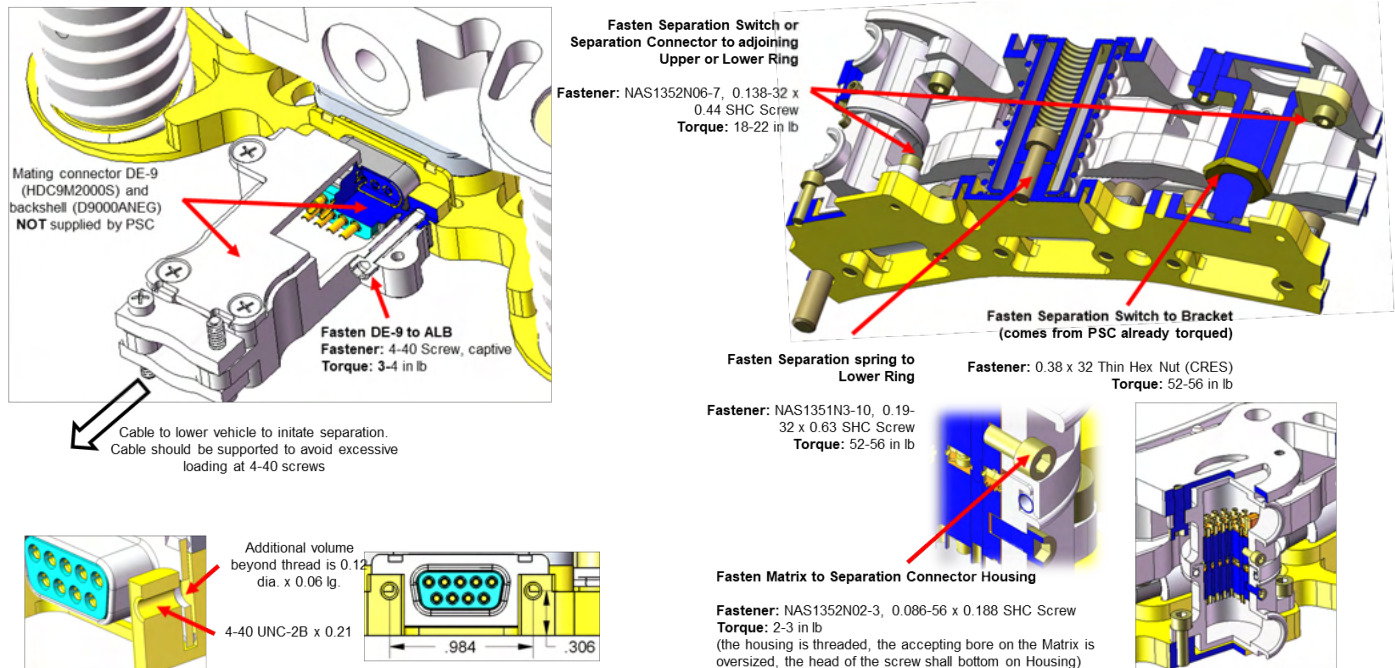 Mating connector DE-9
(HDC9M2000S) and
backshell (D9000ANEG)
NOT supplied by PSC
Fasten DE-9 to ALB
Fastener: 4-40 Screw, captive
Torque: 3-4 in lb
Cable to lower vehicle to initate separation.
Cable should be supported to avoid excessive
loading at 4-40 screws
Additional volume
beyond thread is 0.12
dia. x 0.06 lg.
4-40 UNC-2B x 0.21
.984
.306
Fasten Separation Switch or
Separation Connector to adjoining
Upper or Lower Ring
Fastener: NAS1352N06-7, 0.138-32 x
0.44 SHC Screw
Torque: 18-22 in lb
Fasten Separation Switch to Bracket
(comes from PSC already torqued)
Fastener: 0.38 x 32 Thin Hex Nut (CRES)
Torque: 52-56 in lb
Fasten Separation spring to
Lower Ring
Fastener: NAS1351N3-10, 0.19-
32 x 0.63 SHC Screw
Torque: 52-56 in lb
Fasten Matrix to Separation Connector Housing
Fastener: NAS1352N02-3, 0.086-56 x 0.188 SHC Screw
Torque: 2-3 in lb
(the housing is threaded, the accepting bore on the Matrix is
oversized, the head of the screw shall bottom on Housing)